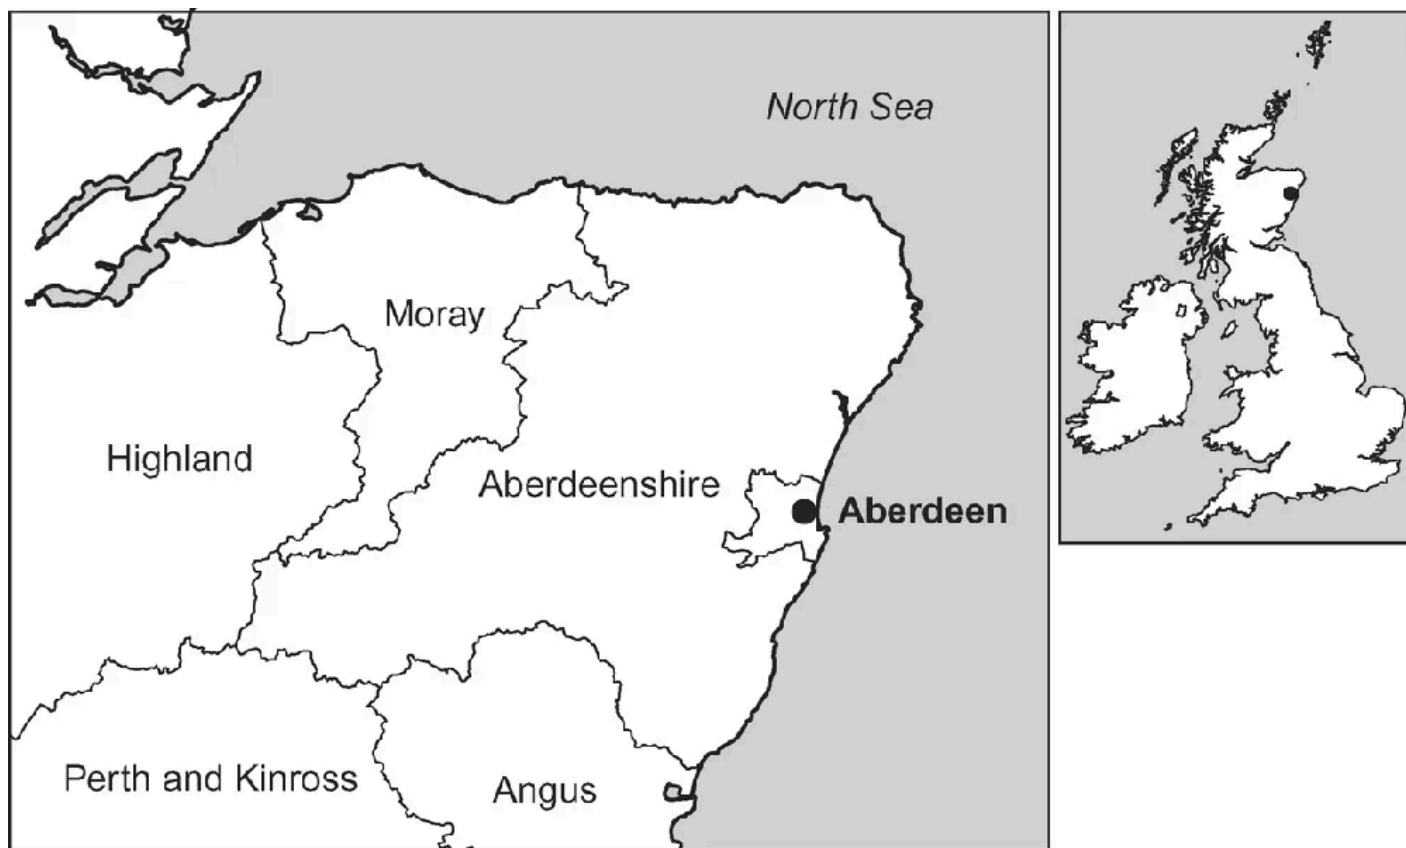 North Sea
Moray
Highland
Aberdeenshire
Aberdeen
Perth and Kinross
Angus